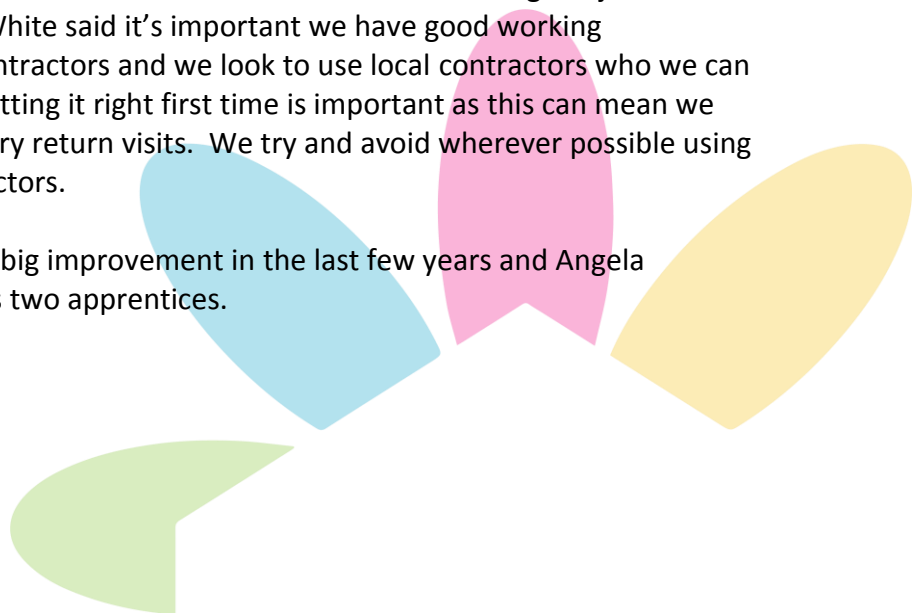 White said it’s important we have good working
ntractors and we look to use local contractors who we can
tting it right first time is important as this can mean we
ry return visits.  We try and avoid wherever possible using
ctors.
big improvement in the last few years and Angela
s two apprentices.